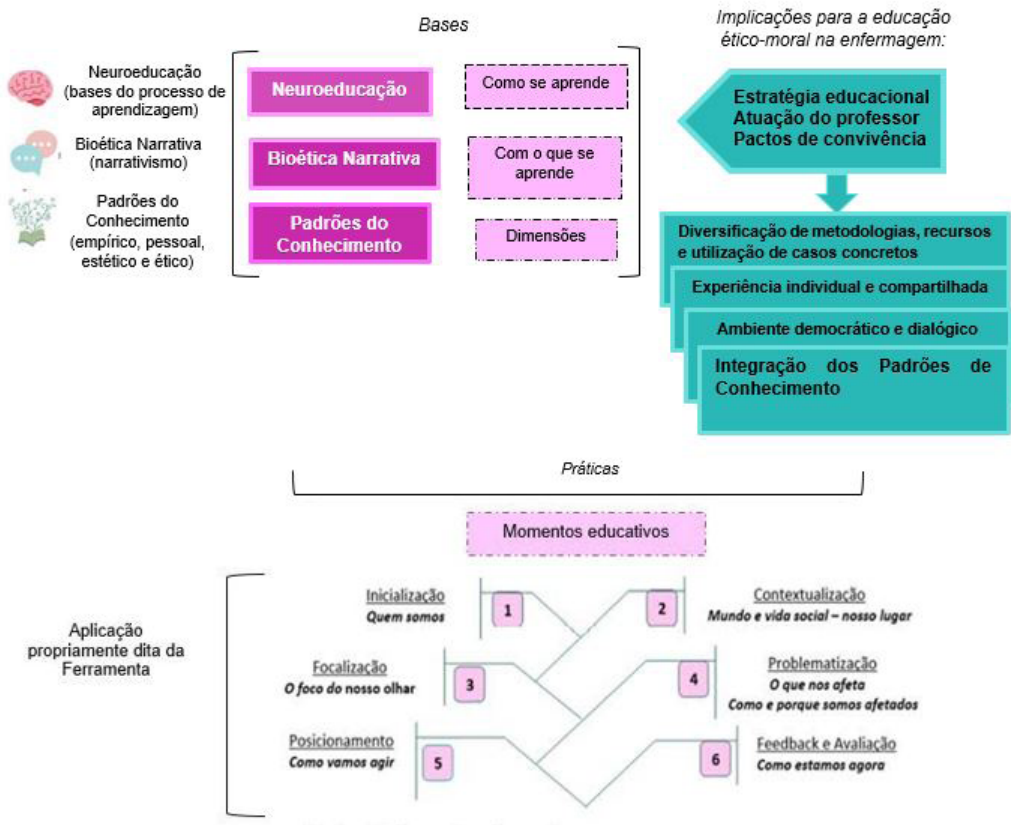 Bases
Implicações para a educação
ético-moral na enfermagem:
Neuroeducação
(bases do processo de
aprendizagem)
Neuroeducação
Como se aprende
Bioética Narrativa
(narrativismo)
Bioética Narrativa
Com o que se
aprende
Padrões do
Conhecimento
(empírico, pessoal,
estético e ético)
Padrões do
Conhecimento
Dimensões
Estratégia educacional
Atuação do professor
Pactos de convivência
Diversificação de metodologias, recursos
e utilização de casos concretos
Experiência individual e compartilhada
Ambiente democrático e dialógico
Integração dos Padrões de
Conhecimento
Práticas
Momentos educativos
Aplicação
propriamente dita da
Ferramenta
Inicialização
Quem somos
1
2
Contextualização
Mundo e vida social – nosso lugar
Focalização
O foco do nosso olhar
3
4
Problematização
O que nos afeta
Como e porque somos afetados
Posicionamento
Como vamos agir
5
6
Feedback e Avaliação
Como estamos agora